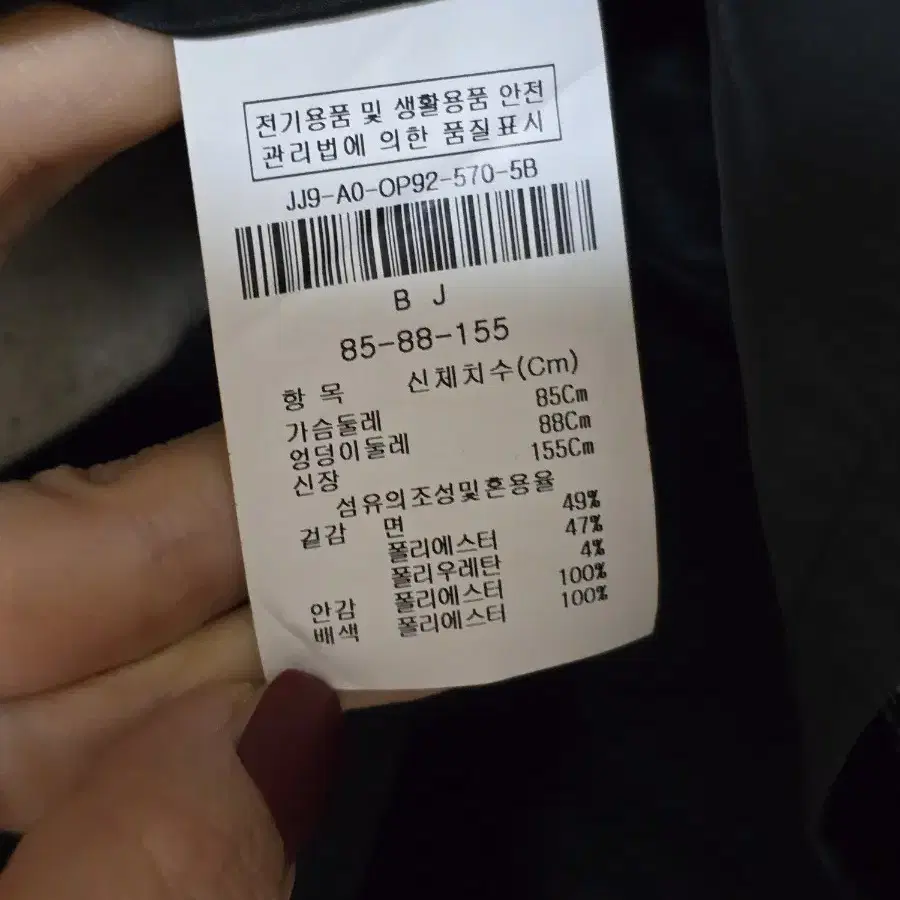 전기용품 및 생활용품 안전
관리법에 의한 품질표시
JJ9-A0-OP92-570-5B
B J
85-88-155
항 목 신체치수(Cm)
가슴둘레 85Cm
엉덩이둘레 88Cm
신장 155Cm
섬유의조성및혼용율
겉감 면 49%
폴리에스터 47%
폴리우레탄 4%
안감 폴리에스터 100%
배색 폴리에스터 100%